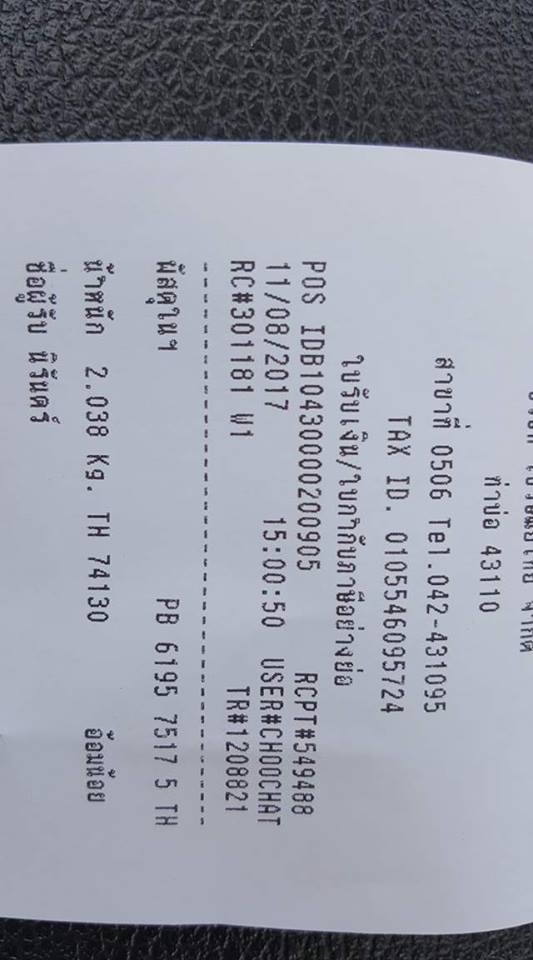 ท่าบ่อ 43110
สาขาที่ 0506 Tel.042-431095
TAX ID. 0105546095724
ใบรับเงิน/ใบกำกับภาษีอย่างย่อ
POS IDB10430000200905 RCPT#549488
11/08/2017 15:00:50 USER#CHOOCHAT
RC#301181 W1 TR#1208821
พัสดุในฯ PB 6195 7517 5 TH
น้ำหนัก 2.038 Kg. TH 74130 อ้อมน้อย
ชื่อผู้รับ นิรันดร์